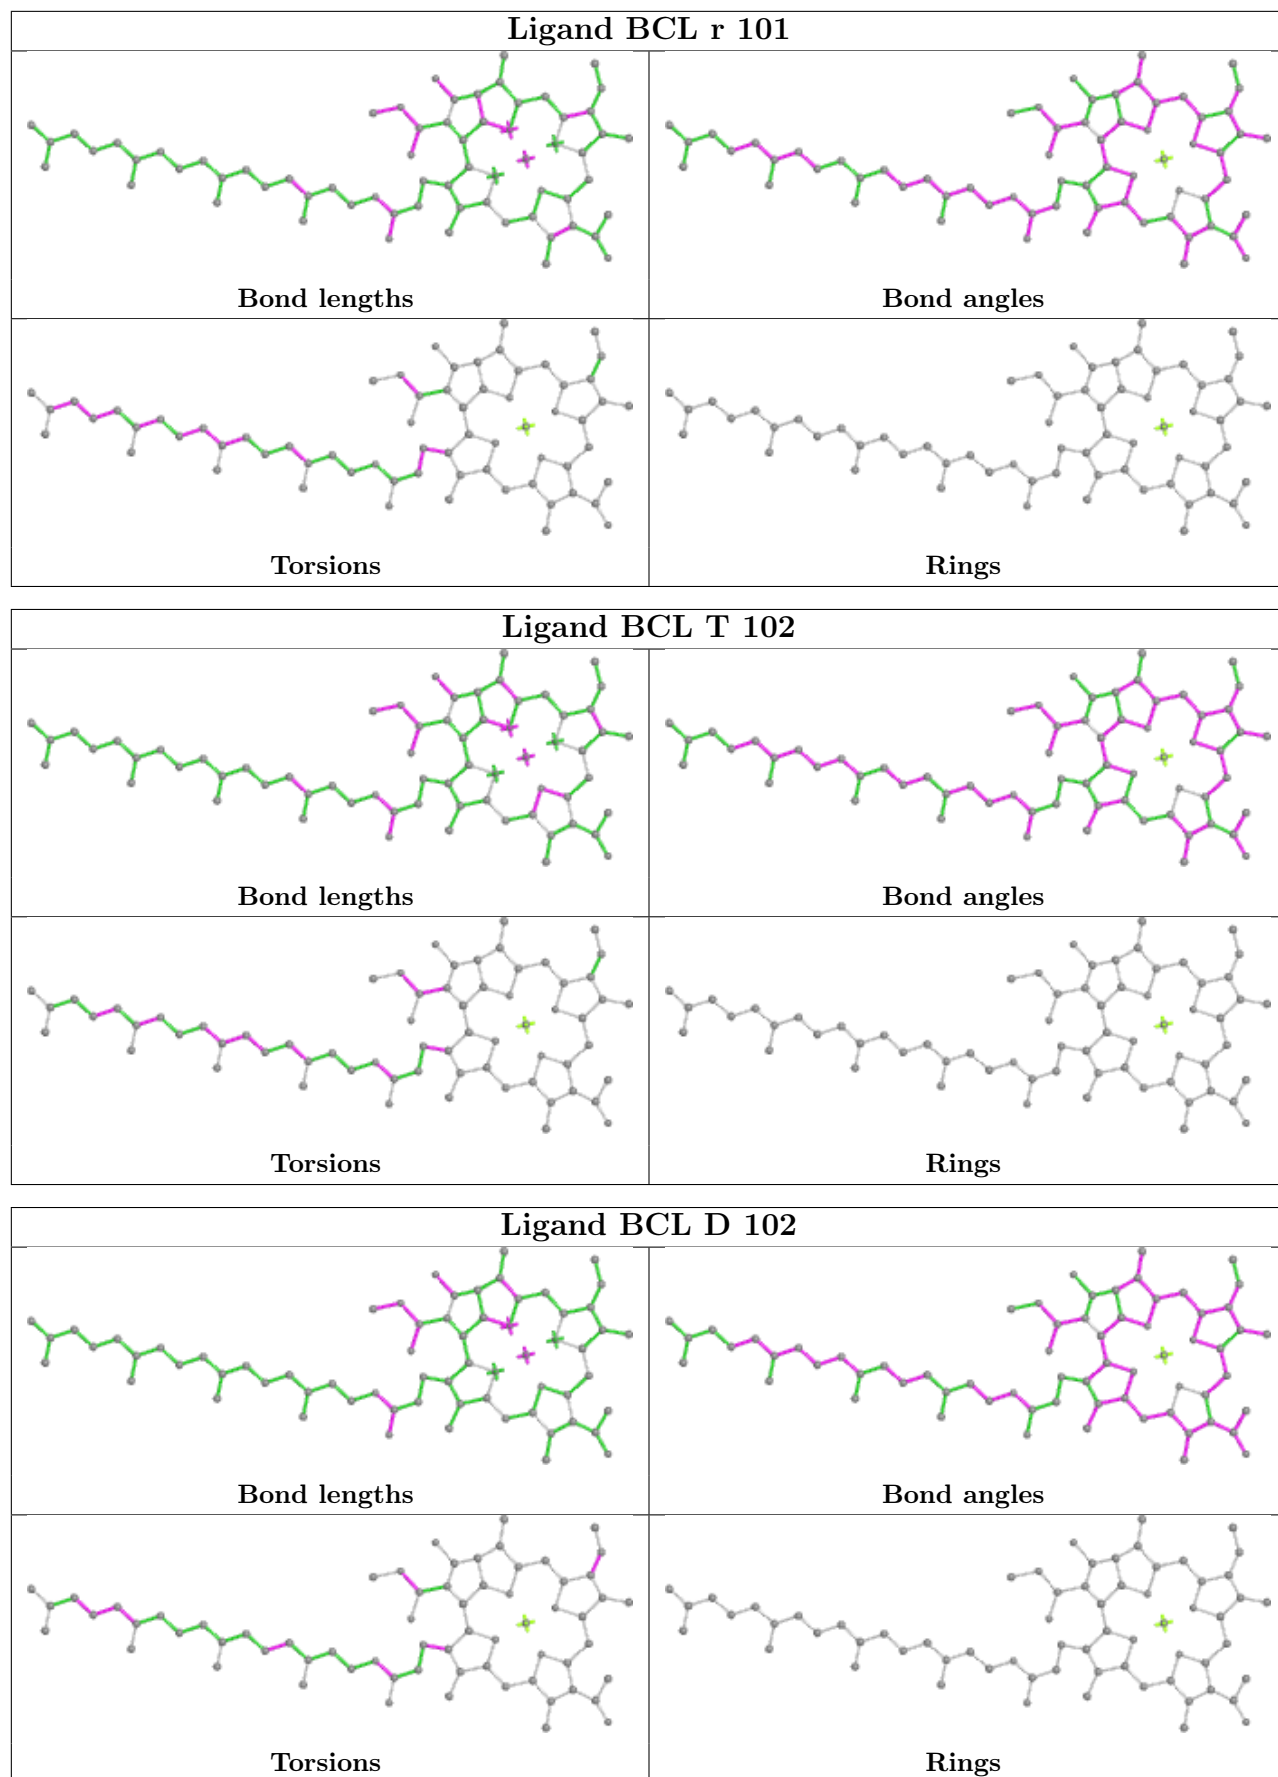 Ligand BCL r 101
Bond lengths
Bond angles
Torsions
Rings
Ligand BCL T 102
Bond lengths
Bond angles
Torsions
Rings
Ligand BCL D 102
Bond lengths
Bond angles
Torsions
Rings